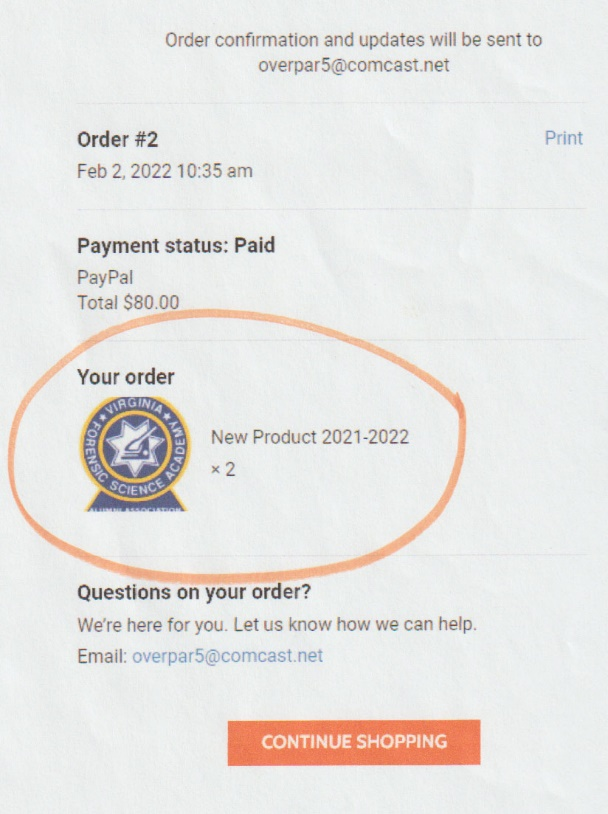 Order confirmation and updates will be sent to
overpar5@comcast.net
Order #2
Print
Feb 2, 2022 10:35 am
Payment status: Paid
PayPal
Total $80.00
Your order
VIRGINIA
FORENSIC SCIENCE ACADEMY
ALUMNI ASSOCIATION
New Product 2021-2022
× 2
Questions on your order?
We're here for you. Let us know how we can help.
Email: overpar5@comcast.net
CONTINUE SHOPPING